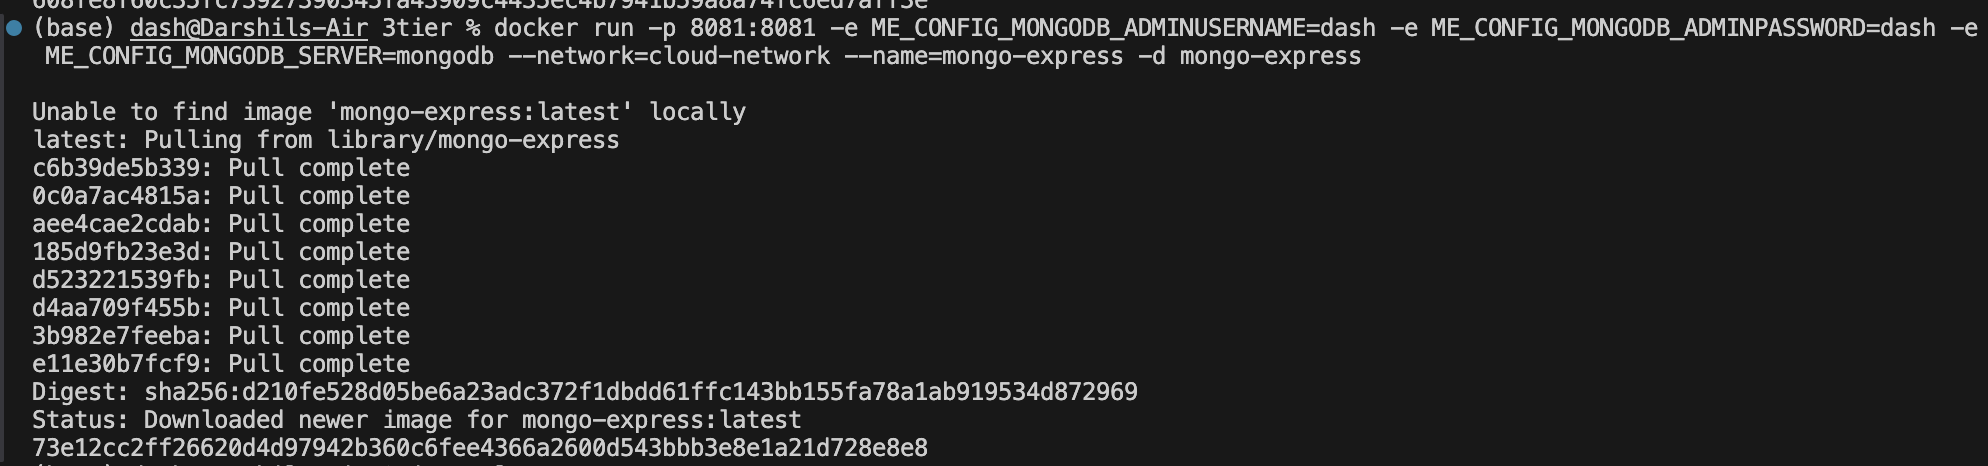 (base) dash@Darshils-Air 3tier % docker run -p 8081:8081 -e ME_CONFIG_MONGODB_ADMINUSERNAME=dash -e ME_CONFIG_MONGODB_ADMINPASSWORD=dash -e
ME_CONFIG_MONGODB_SERVER=mongodb --network=cloud-network --name=mongo-express -d mongo-express
Unable to find image 'mongo-express:latest' locally
latest: Pulling from library/mongo-express
c6b39de5b339: Pull complete
0c0a7ac4815a: Pull complete
aee4cae2cdab: Pull complete
185d9fb23e3d: Pull complete
d523221539fb: Pull complete
d4aa709f455b: Pull complete
3b982e7feeba: Pull complete
e11e30b7fcf9: Pull complete
Digest: sha256:d210fe528d05be6a23adc372f1dbdd61ffc143bb155fa78a1ab919534d872969
Status: Downloaded newer image for mongo-express:latest
73e12cc2ff26620d4d97942b360c6fee4366a2600d543bbb3e8e1a21d728e8e8